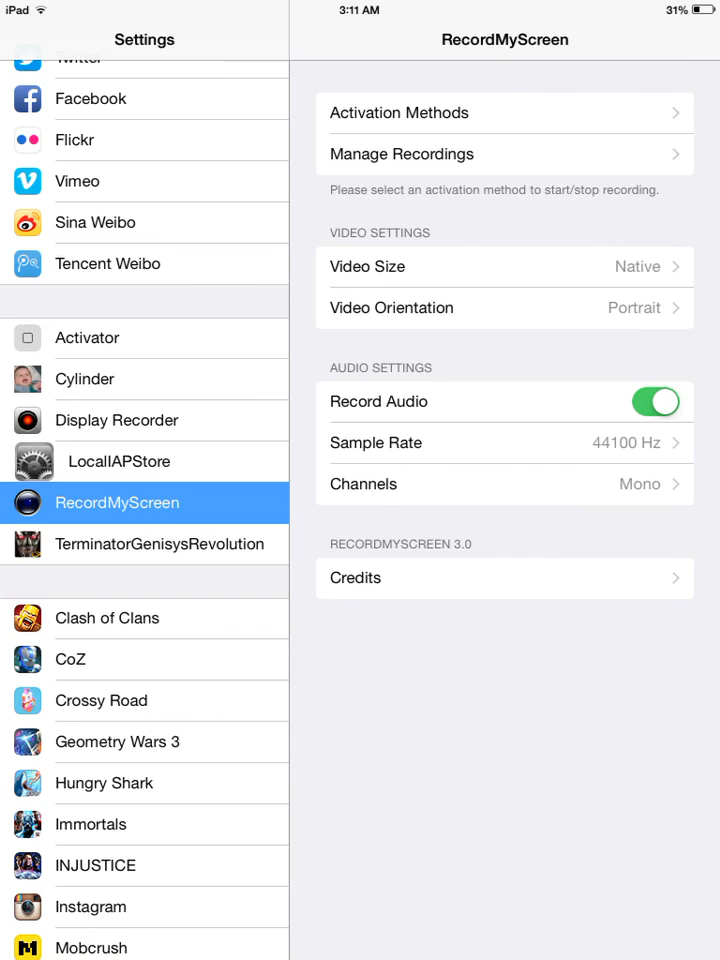 iPad
3:11 AM
31%
Settings
RecordMyScreen
Twitter
Facebook
Flickr
Vimeo
Sina Weibo
Tencent Weibo
Activator
Cylinder
Display Recorder
LocalIAPStore
RecordMyScreen
TerminatorGenisysRevolution
Clash of Clans
CoZ
Crossy Road
Geometry Wars 3
Hungry Shark
Immortals
INJUSTICE
Instagram
Mobcrush
Activation Methods
Manage Recordings
Please select an activation method to start/stop recording.
VIDEO SETTINGS
Video Size Native
Video Orientation Portrait
AUDIO SETTINGS
Record Audio
Sample Rate 44100 Hz
Channels Mono
RECORDMYSCREEN 3.0
Credits